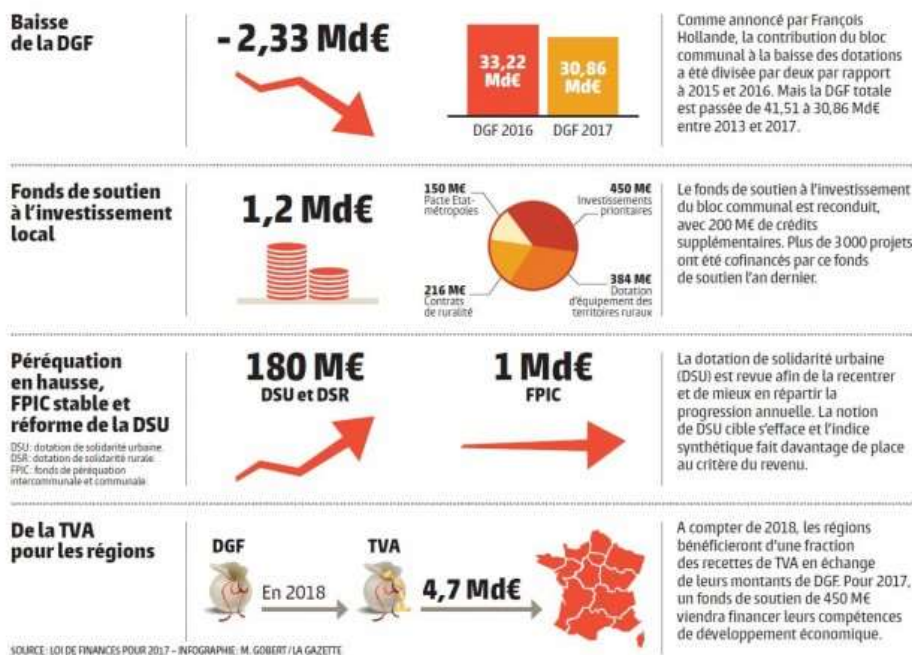 Baisse
de la DGF
- 2,33 Md€
33,22
Md€
30,86
Md€
DGF 2016
DGF 2017
Comme annoncé par François
Hollande, la contribution du bloc
communal à la baisse des dotations
a été divisée par deux par rapport
à 2015 et 2016. Mais la DGF totale
est passée de 41,51 à 30,86 Md€
entre 2013 et 2017.
Fonds de soutien
à l'investissement
local
1,2 Md€
150 M€
Pacte Etat-
métropoles
450 M€
Investissements
prioritaires
216 M€
Contrats
de ruralité
384 M€
Dotation
d'équipement des
territoires ruraux
Le fonds de soutien à l'investissement
du bloc communal est reconduit,
avec 200 M€ de crédits
supplémentaires. Plus de 3 000 projets
ont été cofinancés par ce fonds
de soutien l'an dernier.
Péréquation
en hausse,
FPIC stable et
réforme de la DSU
DSU: dotation de solidarité urbaine.
DSR: dotation de solidarité rurale.
FPIC: fonds de péréquation
intercommunale et communale.
180 M€
DSU et DSR
1 Md€
FPIC
La dotation de solidarité urbaine
(DSU) est revue afin de la recentrer
et de mieux en répartir la
progression annuelle. La notion
de DSU cible s'efface et l'indice
synthétique fait davantage de place
au critère du revenu.
De la TVA
pour les régions
DGF
En 2018
TVA
4,7 Md€
A compter de 2018, les régions
bénéficieront d'une fraction
des recettes de TVA en échange
de leurs montants de DGF. Pour 2017,
un fonds de soutien de 450 M€
viendra financer leurs compétences
de développement économique.
SOURCE: LOI DE FINANCES POUR 2017 – INFOGRAPHIE: M. GOBERT / LA GAZETTE